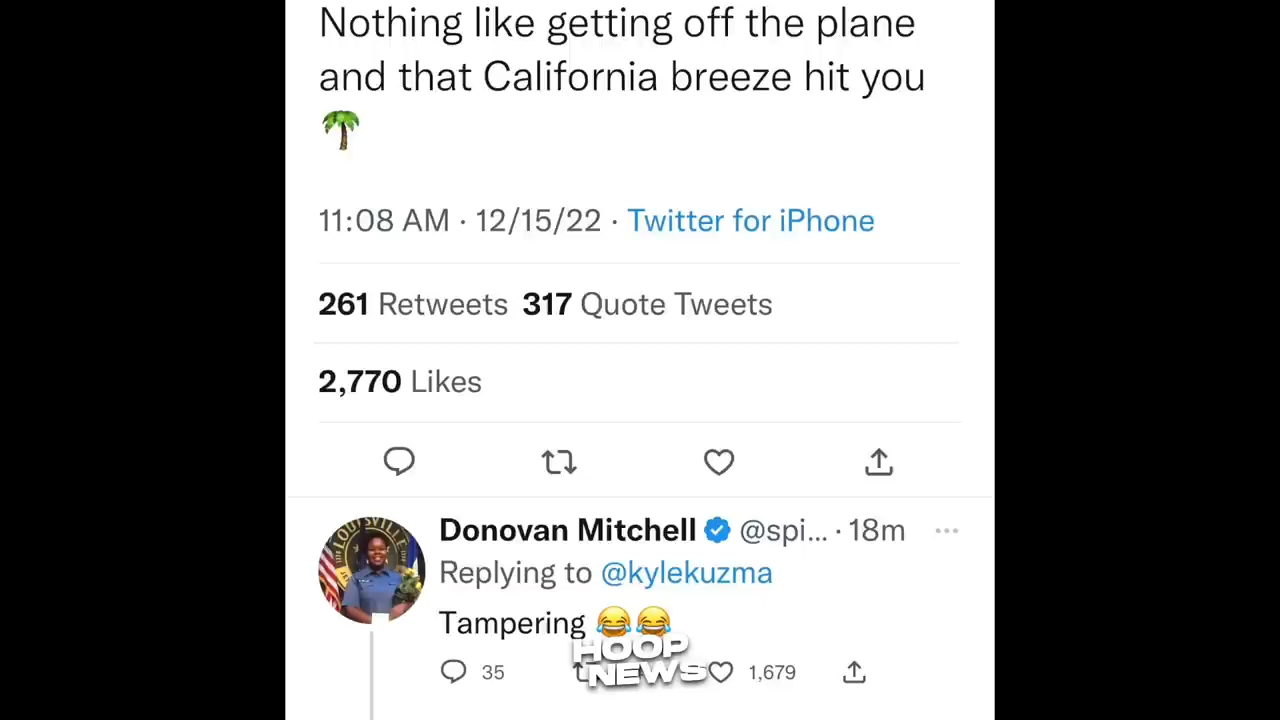 Nothing like getting off the plane
and that California breeze hit you
🌴
11:08 AM · 12/15/22 · Twitter for iPhone
261 Retweets 317 Quote Tweets
2,770 Likes
Donovan Mitchell @spi... · 18m
Replying to @kylekuzma
Tampering 😂😂
HOOP
NEWS
35 1,679
LOUISVILLE